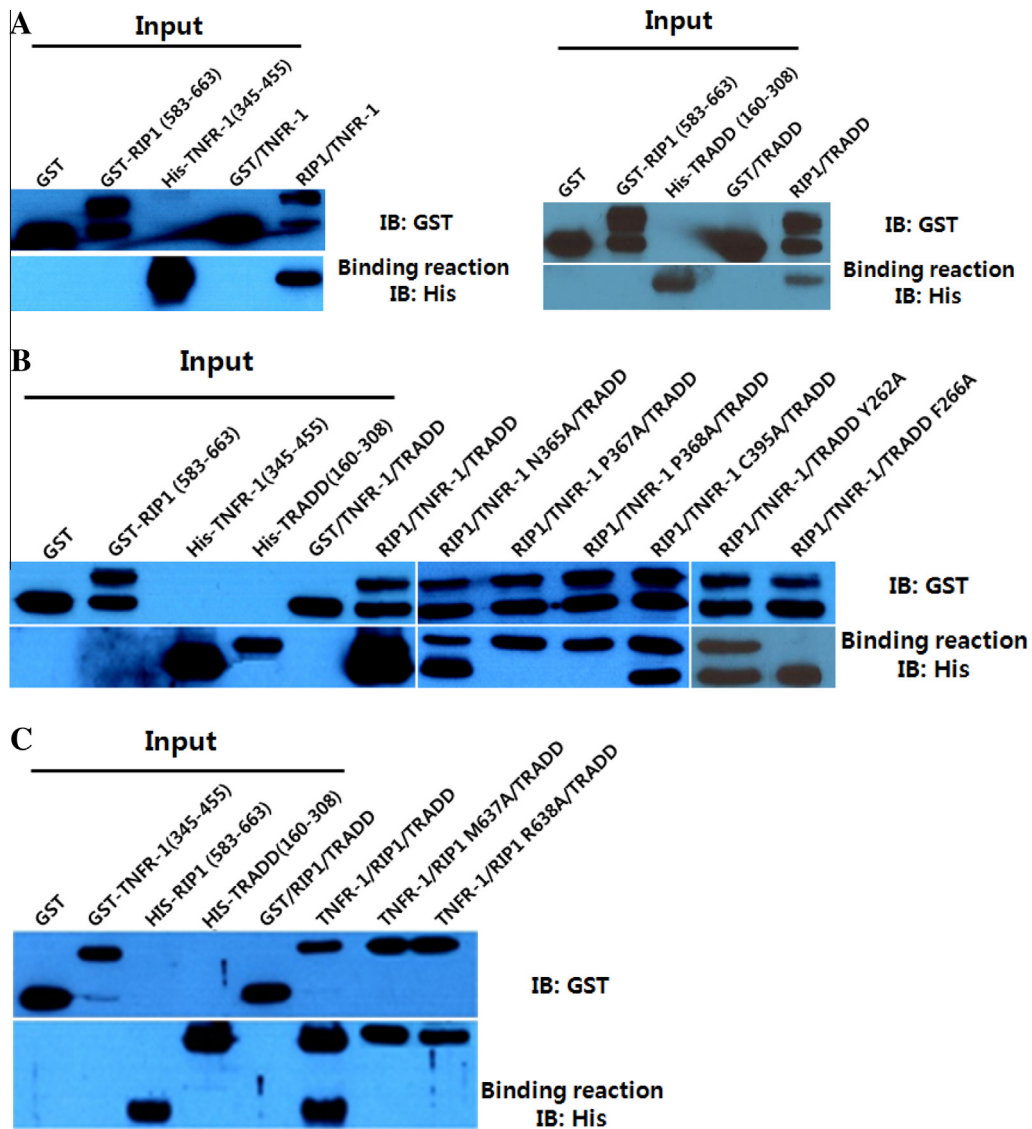 A
Input
GST
GST-RIP1 (583-663)
His-TNFR-1(345-455)
GST/TNFR-1
RIP1/TNFR-1
IB: GST
Binding reaction
IB: His
Input
GST
GST-RIP1 (583-663)
His-TRADD (160-308)
GST/TRADD
RIP1/TRADD
IB: GST
Binding reaction
IB: His
B
Input
GST
GST-RIP1 (583-663)
His-TNFR-1(345-455)
His-TRADD(160-308)
GST/TNFR-1/TRADD
RIP1/TNFR-1/TRADD
RIP1/TNFR-1 N365A/TRADD
RIP1/TNFR-1 P367A/TRADD
RIP1/TNFR-1 P368A/TRADD
RIP1/TNFR-1 C395A/TRADD
RIP1/TNFR-1/TRADD Y262A
RIP1/TNFR-1/TRADD F266A
IB: GST
Binding reaction
IB: His
C
Input
GST
GST-TNFR-1(345-455)
HIS-RIP1 (583-663)
HIS-TRADD(160-308)
GST/RIP1/TRADD
TNFR-1/RIP1/TRADD
TNFR-1/RIP1 M637A/TRADD
TNFR-1/RIP1 R638A/TRADD
IB: GST
Binding reaction
IB: His